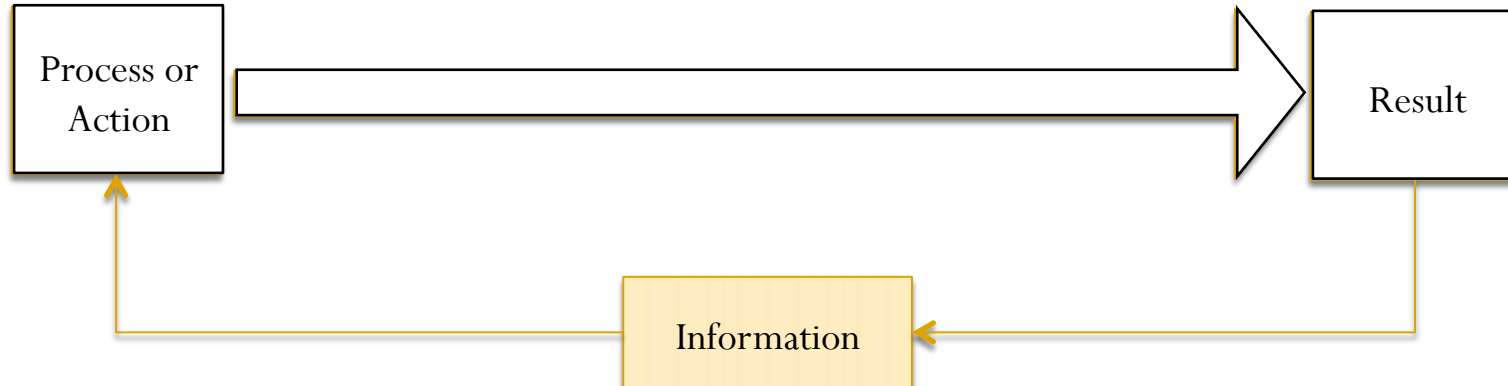 Process or
Action
Result
Information